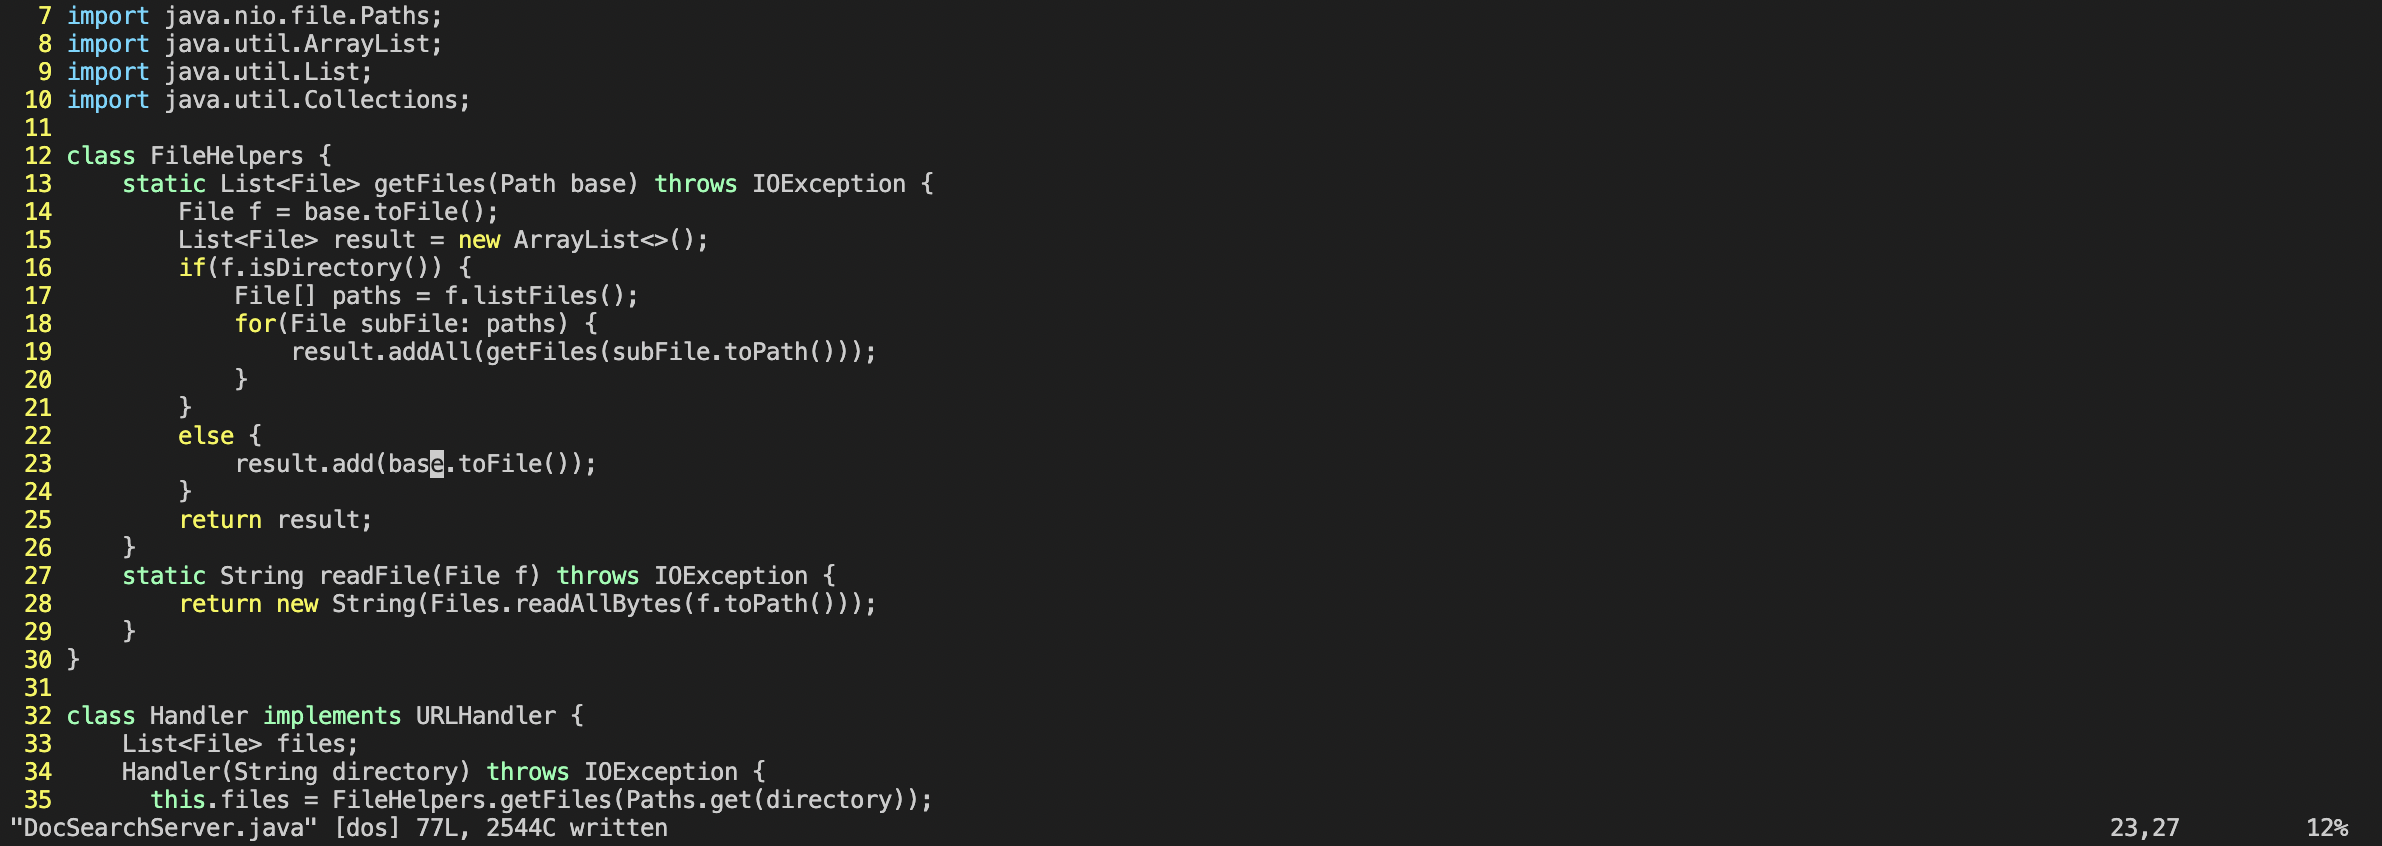 7 import java.nio.file.Paths;
8 import java.util.ArrayList;
9 import java.util.List;
10 import java.util.Collections;
11
12 class FileHelpers {
13     static List<File> getFiles(Path base) throws IOException {
14         File f = base.toFile();
15         List<File> result = new ArrayList<>();
16         if(f.isDirectory()) {
17             File[] paths = f.listFiles();
18             for(File subFile: paths) {
19                 result.addAll(getFiles(subFile.toPath()));
20             }
21         }
22         else {
23             result.add(base.toFile());
24         }
25         return result;
26     }
27     static String readFile(File f) throws IOException {
28         return new String(Files.readAllBytes(f.toPath()));
29     }
30 }
31
32 class Handler implements URLHandler {
33     List<File> files;
34     Handler(String directory) throws IOException {
35       this.files = FileHelpers.getFiles(Paths.get(directory));
"DocSearchServer.java" [dos] 77L, 2544C written 23,27 12%